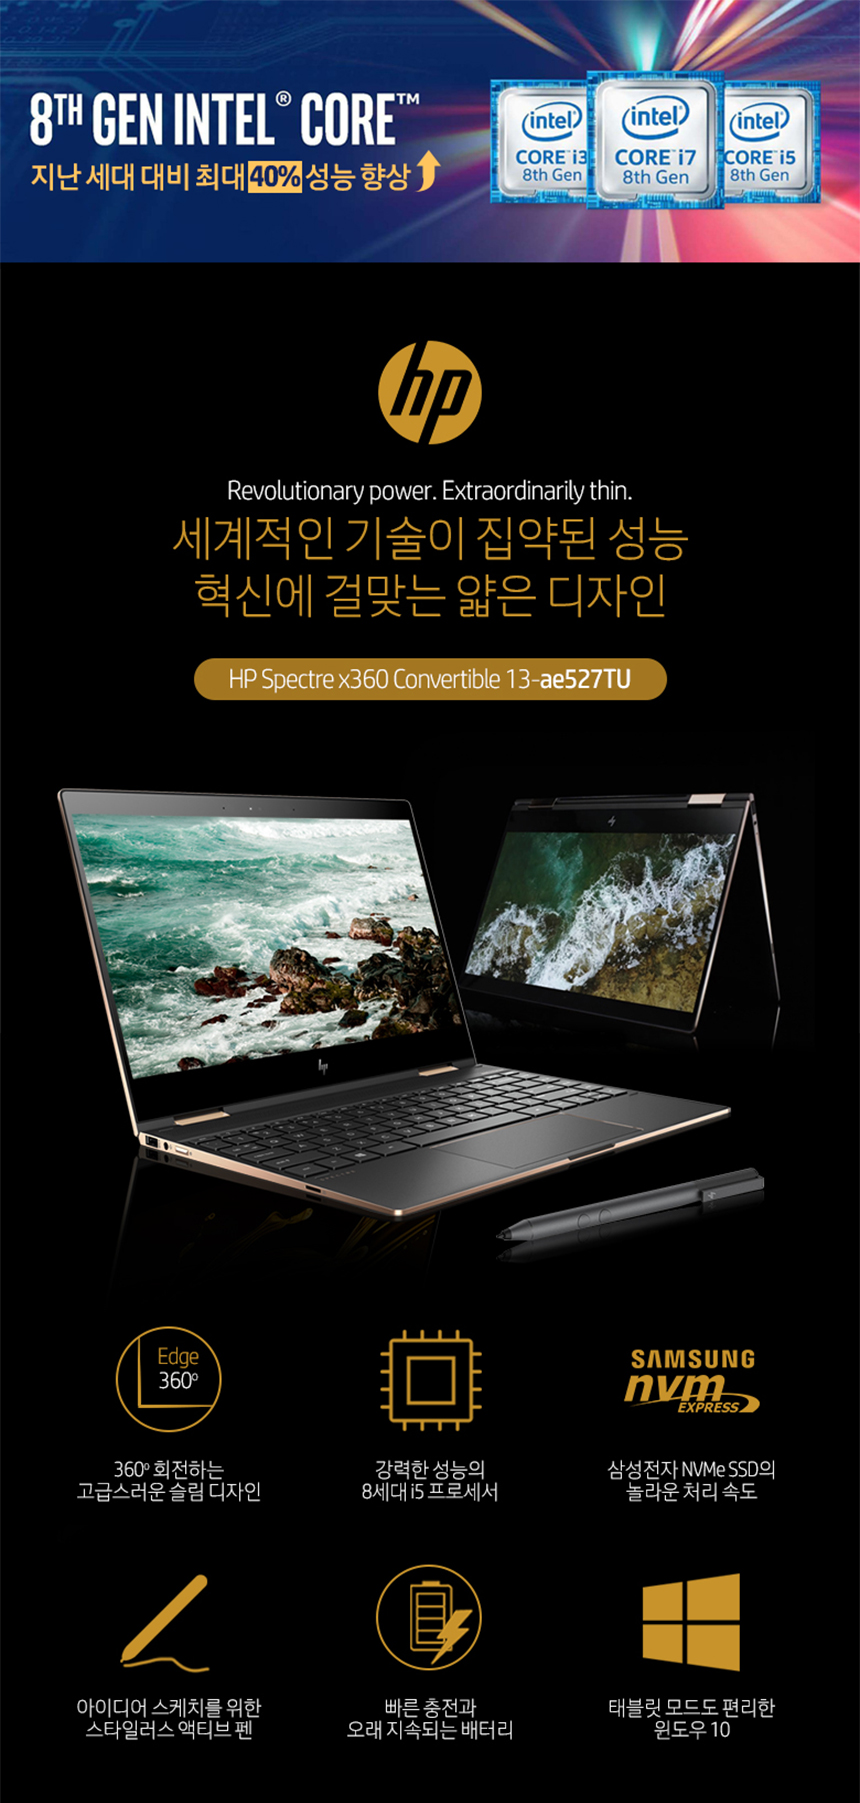 8TH GEN INTEL® CORE™
지난 세대 대비 최대 40% 성능 향상
intel
CORE i3
8th Gen
intel
CORE i7
8th Gen
intel
CORE i5
8th Gen
hp
Revolutionary power. Extraordinarily thin.
세계적인 기술이 집약된 성능
혁신에 걸맞는 얇은 디자인
HP Spectre x360 Convertible 13-ae527TU
hp
Edge
360º
360º 회전하는
고급스러운 슬림 디자인
강력한 성능의
8세대 i5 프로세서
SAMSUNG
nvm
EXPRESS
삼성전자 NVMe SSD의
놀라운 처리 속도
아이디어 스케치를 위한
스타일러스 액티브 펜
빠른 충전과
오래 지속되는 배터리
태블릿 모드도 편리한
윈도우 10